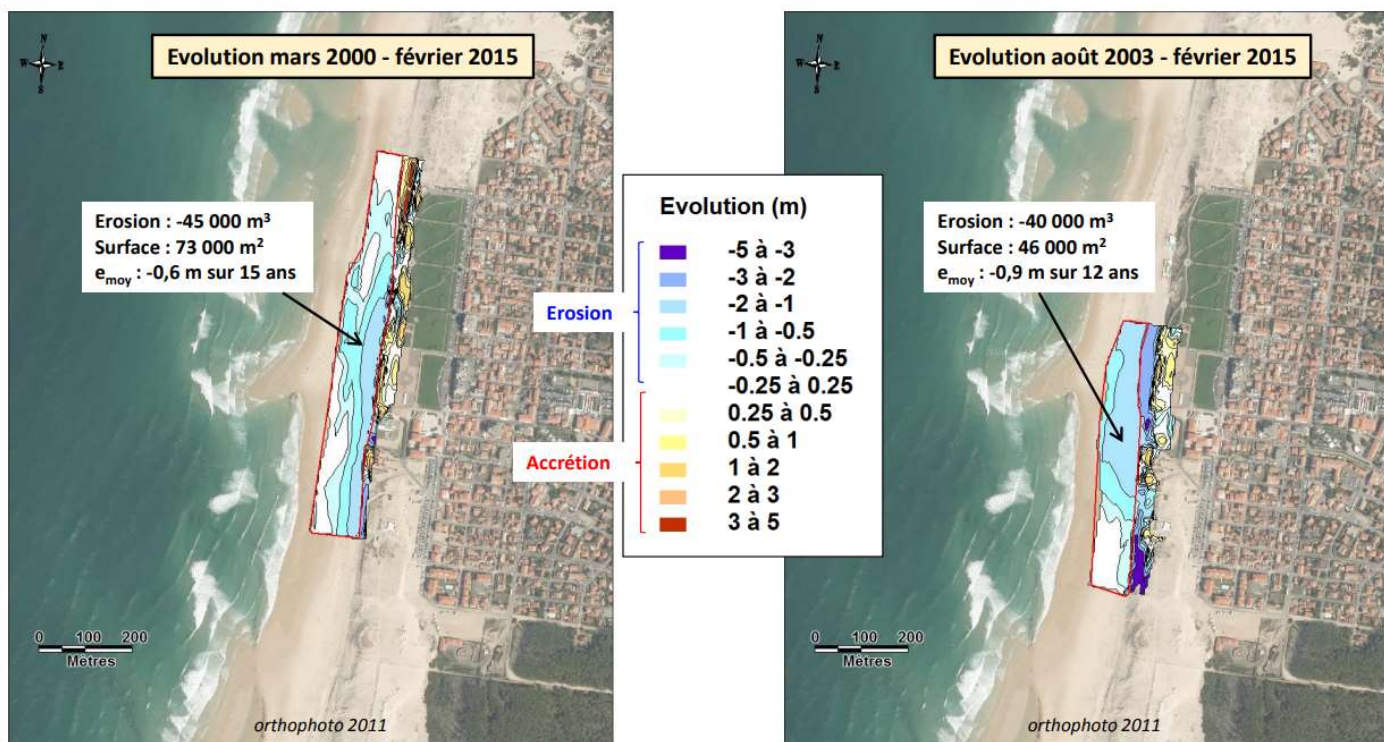 Evolution mars 2000 - février 2015
N
W E
S
Erosion : -45 000 m³
Surface : 73 000 m²
emoy : -0,6 m sur 15 ans
0 100 200
Mètres
orthophoto 2011
Evolution (m)
-5 à -3
-3 à -2
-2 à -1
-1 à -0.5
-0.5 à -0.25
-0.25 à 0.25
0.25 à 0.5
0.5 à 1
1 à 2
2 à 3
3 à 5
Erosion
Accrétion
Evolution août 2003 - février 2015
N
W E
S
Erosion : -40 000 m³
Surface : 46 000 m²
emoy : -0,9 m sur 12 ans
0 100 200
Mètres
orthophoto 2011